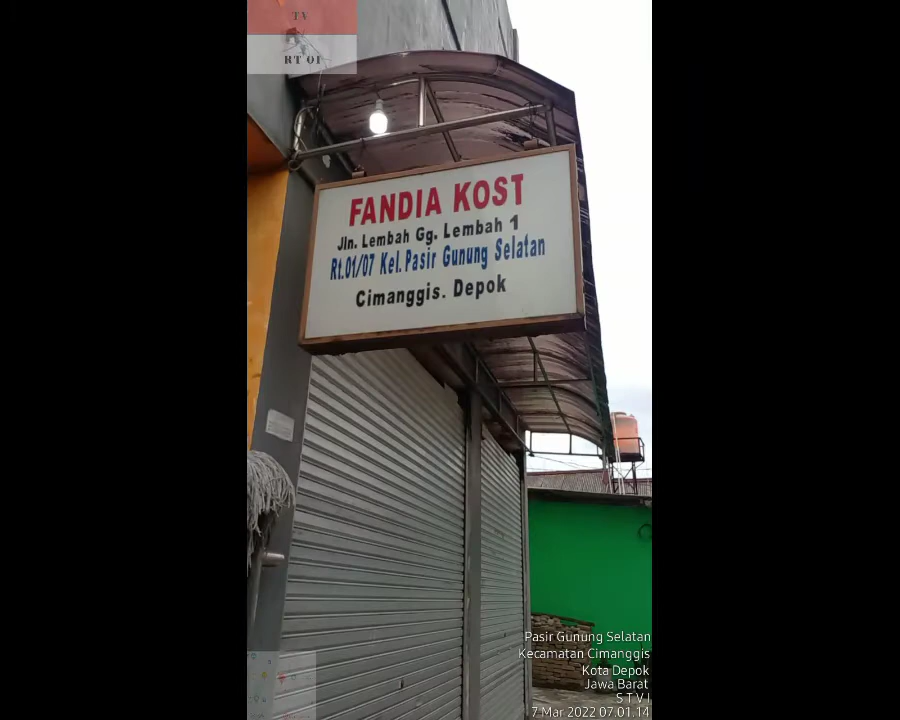 TV
RT 01
FANDIA KOST
Jln. Lembah Gg. Lembah 1
Rt.01/07 Kel. Pasir Gunung Selatan
Cimanggis. Depok
Pasir Gunung Selatan
Kecamatan Cimanggis
Kota Depok
Jawa Barat
S T V I
7 Mar 2022 07.01.14